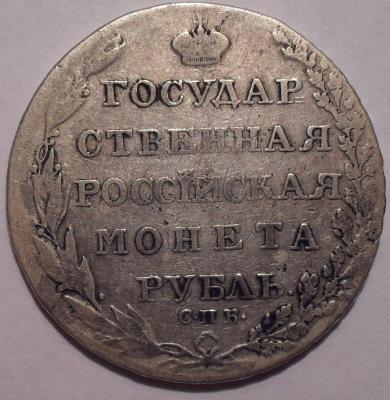 ГОСУДАР
СТВЕННАЯ
РОССІЙСКАЯ
МОНЕТА
РУБЛЬ.
С.П.Б.